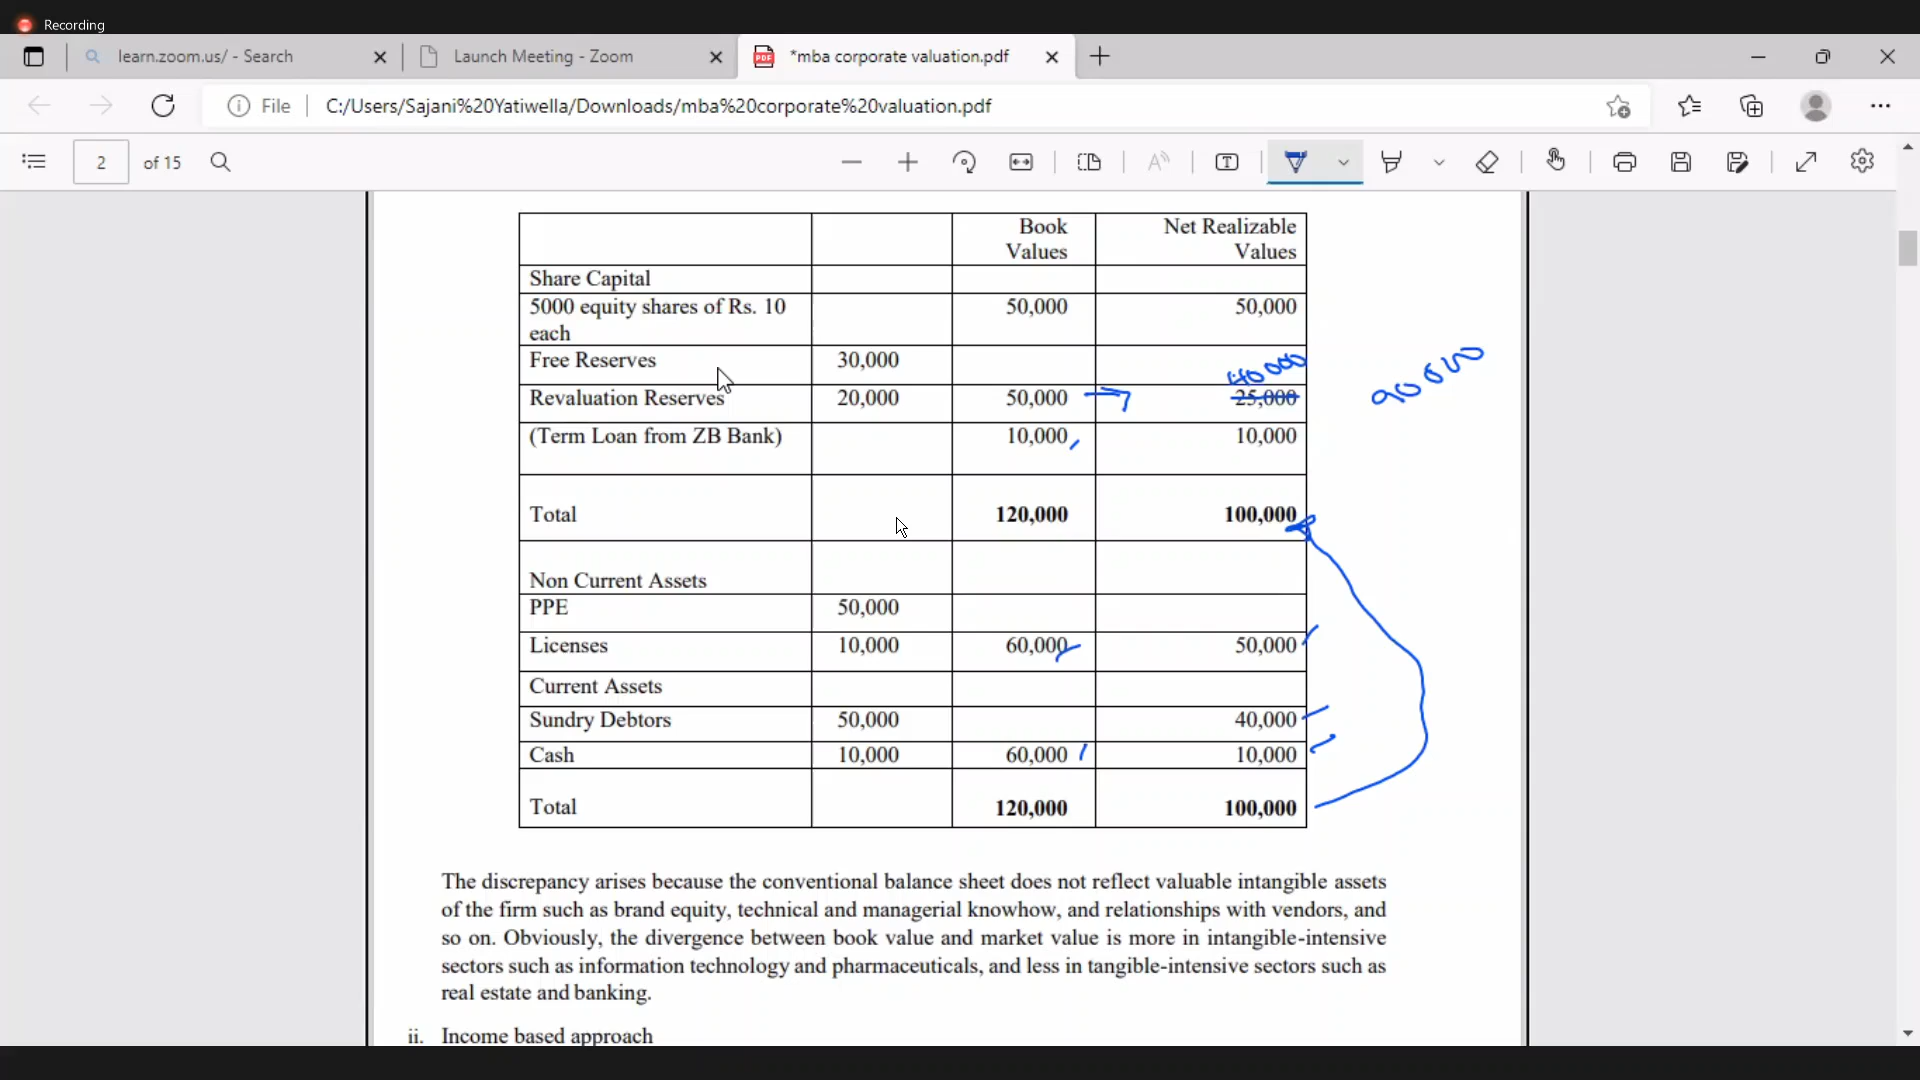 Recording
learn.zoom.us/ - Search
Launch Meeting - Zoom
*mba corporate valuation.pdf
File
C:/Users/Sajani%20Yatiwella/Downloads/mba%20corporate%20valuation.pdf
2 of 15
Book Values Net Realizable Values
Share Capital
5000 equity shares of Rs. 10 each 50,000 50,000
Free Reserves 30,000
40000
90000
Revaluation Reserves 20,000 50,000 25,000
(Term Loan from ZB Bank) 10,000 10,000
Total 120,000 100,000
Non Current Assets
PPE 50,000
Licenses 10,000 60,000 50,000
Current Assets
Sundry Debtors 50,000 40,000
Cash 10,000 60,000 10,000
Total 120,000 100,000
The discrepancy arises because the conventional balance sheet does not reflect valuable intangible assets
of the firm such as brand equity, technical and managerial knowhow, and relationships with vendors, and
so on. Obviously, the divergence between book value and market value is more in intangible-intensive
sectors such as information technology and pharmaceuticals, and less in tangible-intensive sectors such as
real estate and banking.
ii. Income based approach